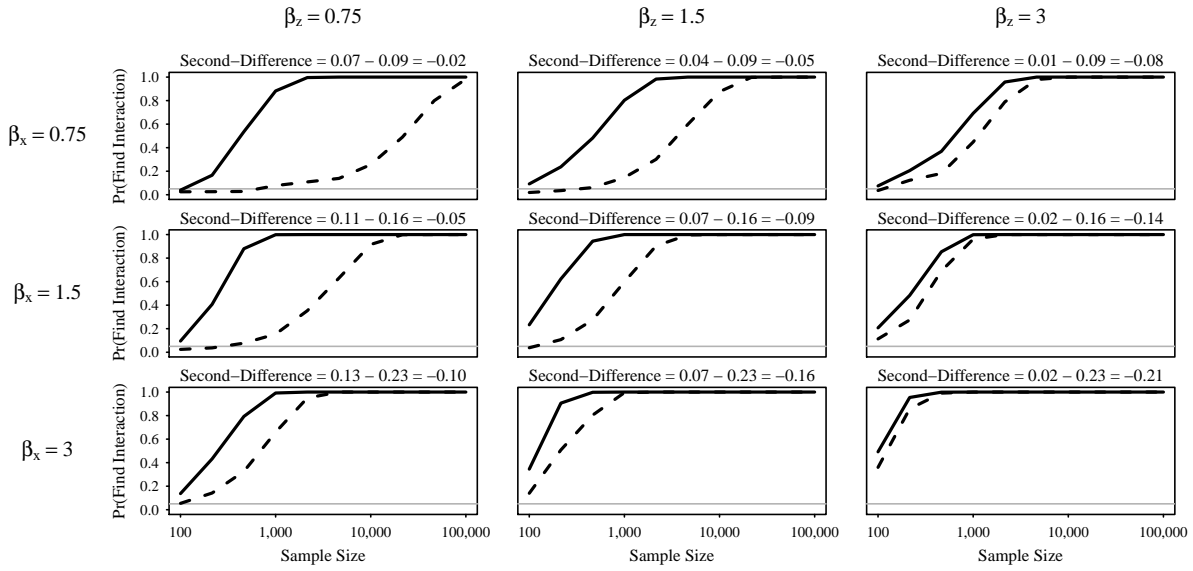 βz = 0.75 βz = 1.5 βz = 3
βx = 0.75
Second−Difference = 0.07 − 0.09 = −0.02
Pr(Find Interaction)
1.0
0.8
0.6
0.4
0.2
0.0
Second−Difference = 0.04 − 0.09 = −0.05
Second−Difference = 0.01 − 0.09 = −0.08
βx = 1.5
Second−Difference = 0.11 − 0.16 = −0.05
Pr(Find Interaction)
1.0
0.8
0.6
0.4
0.2
0.0
Second−Difference = 0.07 − 0.16 = −0.09
Second−Difference = 0.02 − 0.16 = −0.14
βx = 3
Second−Difference = 0.13 − 0.23 = −0.10
Pr(Find Interaction)
1.0
0.8
0.6
0.4
0.2
0.0
Second−Difference = 0.07 − 0.23 = −0.16
Second−Difference = 0.02 − 0.23 = −0.21
100 1,000 10,000 100,000
Sample Size
100 1,000 10,000 100,000
Sample Size
100 1,000 10,000 100,000
Sample Size